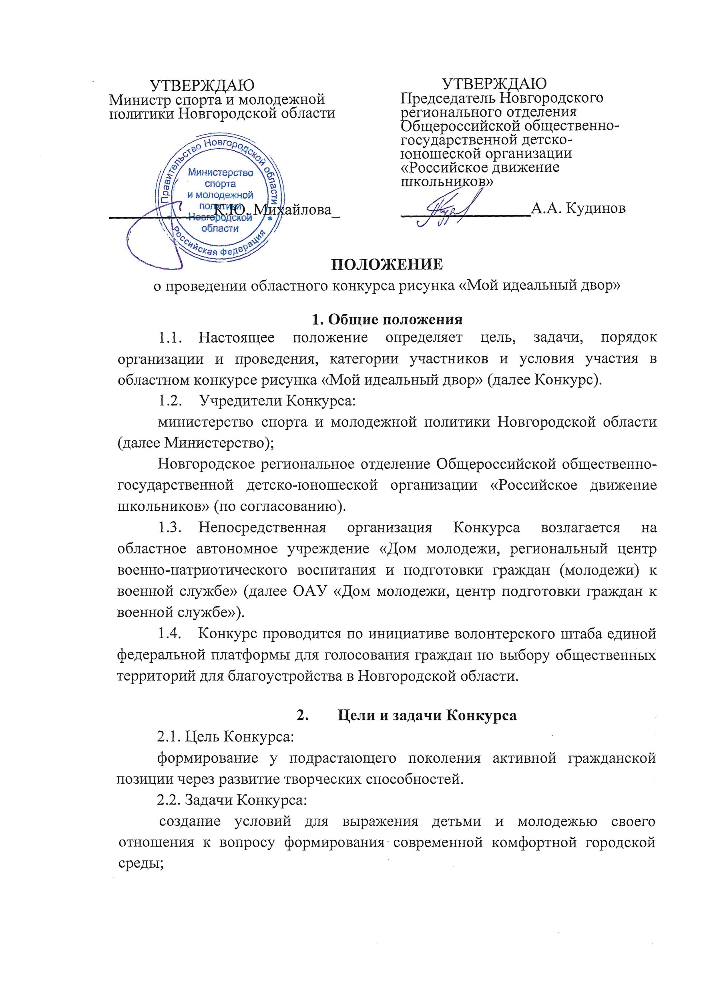 УТВЕРЖДАЮ
Министр спорта и молодежной
политики Новгородской области
Правительство Новгородской области
Российская Федерация
Министерство
спорта
и молодежной
политики
Новгородской
области
К.Ю. Михайлова_
УТВЕРЖДАЮ
Председатель Новгородского
регионального отделения
Общероссийской общественно-
государственной детско-
юношеской организации
«Российское движение
школьников»
А.А. Кудинов
ПОЛОЖЕНИЕ
о проведении областного конкурса рисунка «Мой идеальный двор»
1. Общие положения
1.1. Настоящее положение определяет цель, задачи, порядок
организации и проведения, категории участников и условия участия в
областном конкурсе рисунка «Мой идеальный двор» (далее Конкурс).
1.2. Учредители Конкурса:
министерство спорта и молодежной политики Новгородской области
(далее Министерство);
Новгородское региональное отделение Общероссийской общественно-
государственной детско-юношеской организации «Российское движение
школьников» (по согласованию).
1.3. Непосредственная организация Конкурса возлагается на
областное автономное учреждение «Дом молодежи, региональный центр
военно-патриотического воспитания и подготовки граждан (молодежи) к
военной службе» (далее ОАУ «Дом молодежи, центр подготовки граждан к
военной службе»).
1.4. Конкурс проводится по инициативе волонтерского штаба единой
федеральной платформы для голосования граждан по выбору общественных
территорий для благоустройства в Новгородской области.
2. Цели и задачи Конкурса
2.1. Цель Конкурса:
формирование у подрастающего поколения активной гражданской
позиции через развитие творческих способностей.
2.2. Задачи Конкурса:
создание условий для выражения детьми и молодежью своего
отношения к вопросу формирования современной комфортной городской
среды;